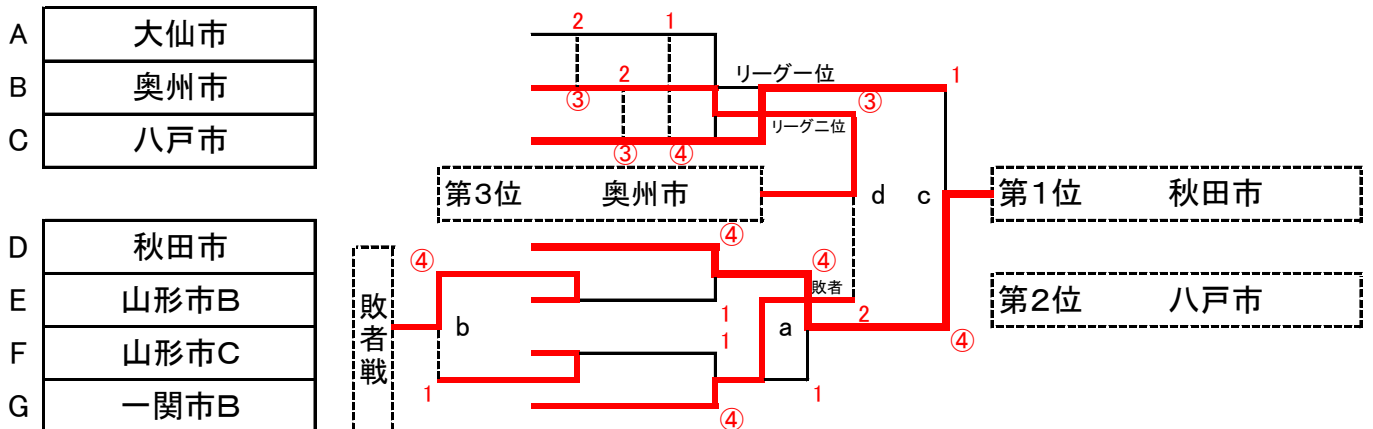 A 大仙市
B 奥州市
C 八戸市
D 秋田市
E 山形市B
F 山形市C
G 一関市B
2 1
2 リーグ一位 1
③ ③
リーグ二位
③ ④
第3位 奥州市
d c
第1位 秋田市
④
④ ④
敗者
第2位 八戸市
敗者戦
b
1
1
a
2
④
1
④
1